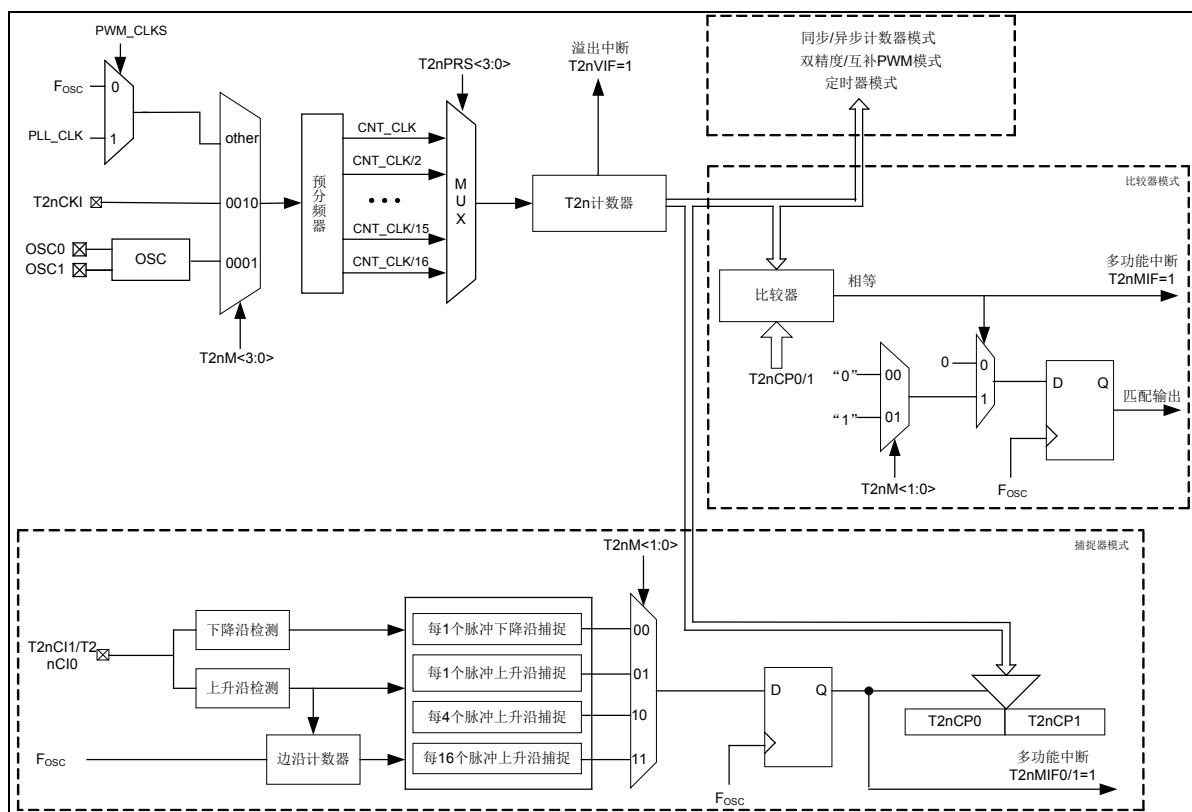 PWM_CLKS
FOSC
0
PLL_CLK
1
T2nCKI
OSC0
OSC1
OSC
other
0010
0001
T2nM<3:0>
预分频器
CNT_CLK
CNT_CLK/2
CNT_CLK/15
CNT_CLK/16
T2nPRS<3:0>
MUX
溢出中断
T2nVIF=1
T2n计数器
同步/异步计数器模式
双精度/互补PWM模式
定时器模式
比较器模式
比较器
相等
多功能中断
T2nMIF=1
T2nCP0/1
“0”
00
“1”
01
T2nM<1:0>
0
0
1
D
Q
匹配输出
FOSC
捕捉器模式
T2nM<1:0>
T2nCI1/T2
nCI0
下降沿检测
上升沿检测
FOSC
边沿计数器
每1个脉冲下降沿捕捉
每1个脉冲上升沿捕捉
每4个脉冲上升沿捕捉
每16个脉冲上升沿捕捉
00
01
10
11
D
Q
FOSC
T2nCP0
T2nCP1
多功能中断
T2nMIF0/1=1